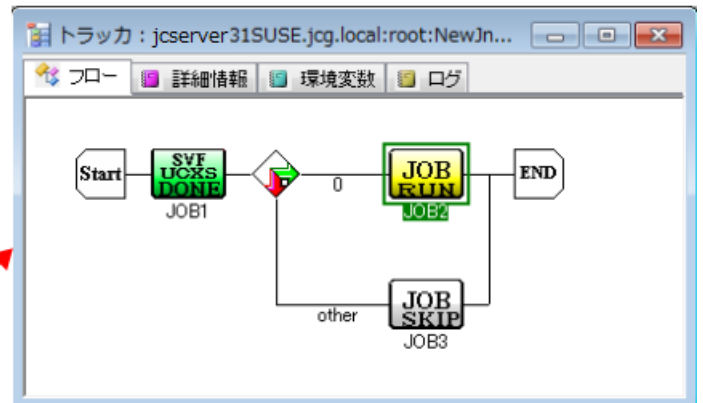 トラッカ : jcserver31SUSE.jcg.local:root:NewJn...
フロー 詳細情報 環境変数 ログ
Start
SVF
UCXS
DONE
JOB1
0
JOB
RUN
JOB2
END
other
JOB
SKIP
JOB3